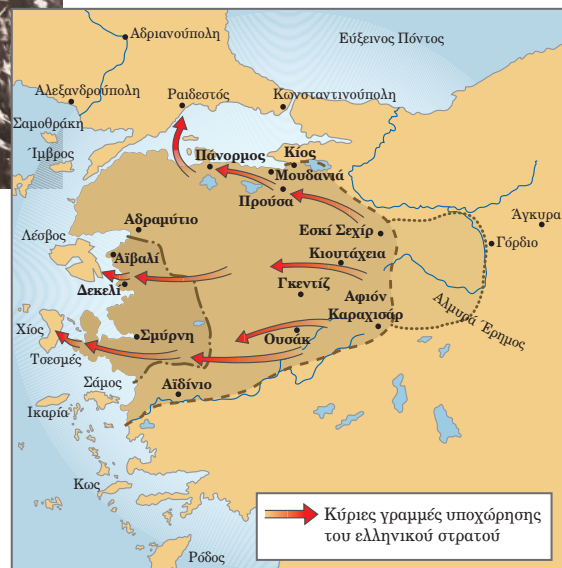 Αδριανούπολη
Εύξεινος Πόντος
Αλεξανδρούπολη
Ραιδεστός
Κωνσταντινούπολη
Σαμοθράκη
Ίμβρος
Πάνορμος
Κίος
Μουδανιά
Προύσα
Άγκυρα
Αδραμύτιο
Εσκί Σεχίρ
Γόρδιο
Λέσβος
Αϊβαλί
Κιουτάχεια
Δεκελί
Γκεντίζ
Αφιόν
Καραχισάρ
Αλμυρά Έρημος
Χίος
Σμύρνη
Ουσάκ
Τσεσμές
Σάμος
Αϊδίνιο
Ικαρία
Κως
Ρόδος
Κύριες γραμμές υποχώρησης
του ελληνικού στρατού